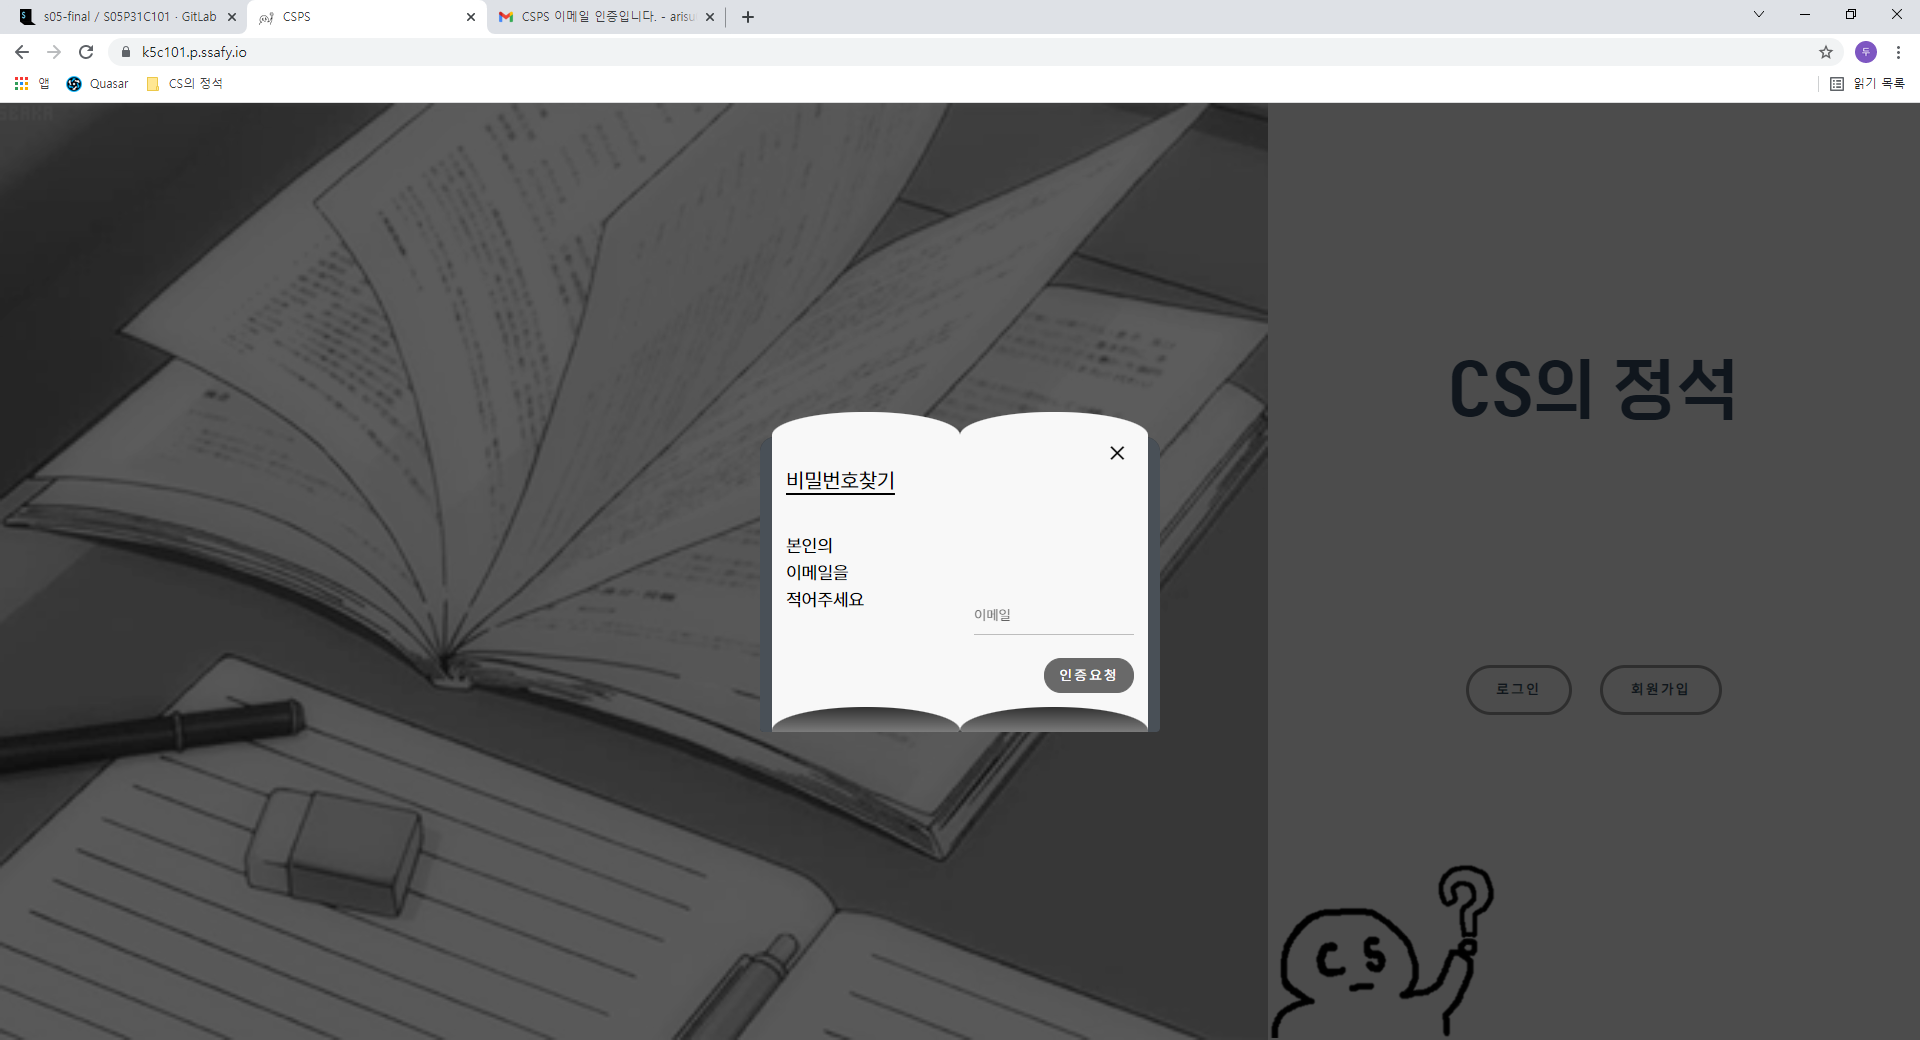 s05-final / S05P31C101 · GitLab
CSPS
CSPS 이메일 인증입니다. - arisu
k5c101.p.ssafy.io
두
앱
Quasar
CS의 정석
읽기 목록
CS의 정석
비밀번호찾기
본인의
이메일을
적어주세요
이메일
인증요청
로그인
회원가입
CS